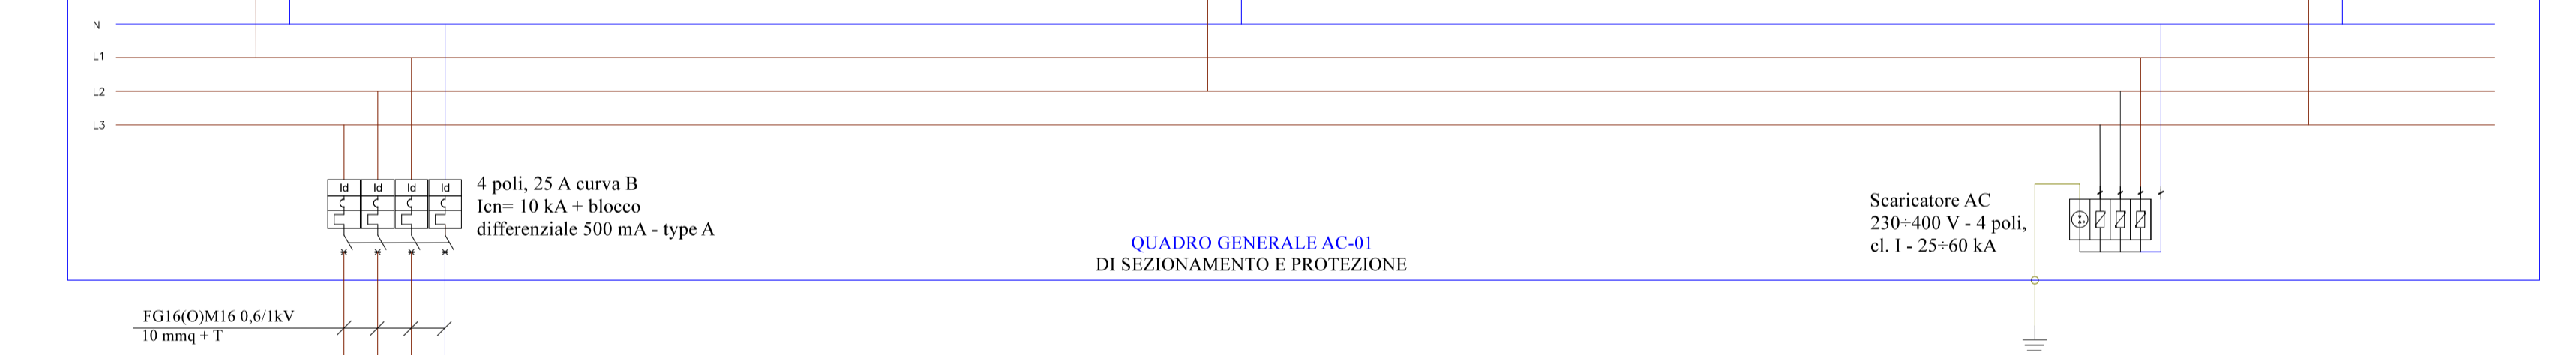 N
L1
L2
L3
Id Id Id Id
4 poli, 25 A curva B
Icn= 10 kA + blocco
differenziale 500 mA - type A
QUADRO GENERALE AC-01
DI SEZIONAMENTO E PROTEZIONE
Scaricatore AC
230÷400 V - 4 poli,
cl. I - 25÷60 kA
FG16(O)M16 0,6/1kV
10 mmq + T